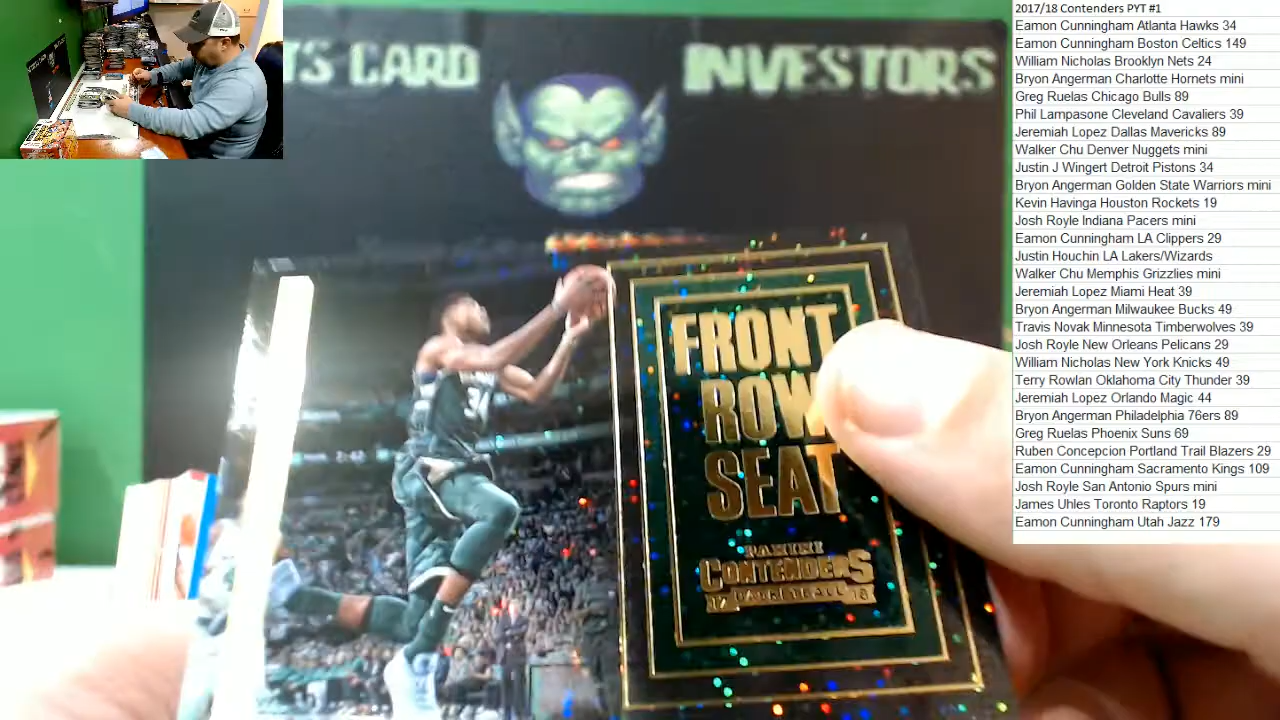 TS CARD INVESTORS
34
FRONT
ROW
SEAT
PANINI
CONTENDERS
17 BASKETBALL 18
2017/18 Contenders PYT #1
Eamon Cunningham Atlanta Hawks 34
Eamon Cunningham Boston Celtics 149
William Nicholas Brooklyn Nets 24
Bryon Angerman Charlotte Hornets mini
Greg Ruelas Chicago Bulls 89
Phil Lampasone Cleveland Cavaliers 39
Jeremiah Lopez Dallas Mavericks 89
Walker Chu Denver Nuggets mini
Justin J Wingert Detroit Pistons 34
Bryon Angerman Golden State Warriors mini
Kevin Havinga Houston Rockets 19
Josh Royle Indiana Pacers mini
Eamon Cunningham LA Clippers 29
Justin Houchin LA Lakers/Wizards
Walker Chu Memphis Grizzlies mini
Jeremiah Lopez Miami Heat 39
Bryon Angerman Milwaukee Bucks 49
Travis Novak Minnesota Timberwolves 39
Josh Royle New Orleans Pelicans 29
William Nicholas New York Knicks 49
Terry Rowlan Oklahoma City Thunder 39
Jeremiah Lopez Orlando Magic 44
Bryon Angerman Philadelphia 76ers 89
Greg Ruelas Phoenix Suns 69
Ruben Concepcion Portland Trail Blazers 29
Eamon Cunningham Sacramento Kings 109
Josh Royle San Antonio Spurs mini
James Uhles Toronto Raptors 19
Eamon Cunningham Utah Jazz 179